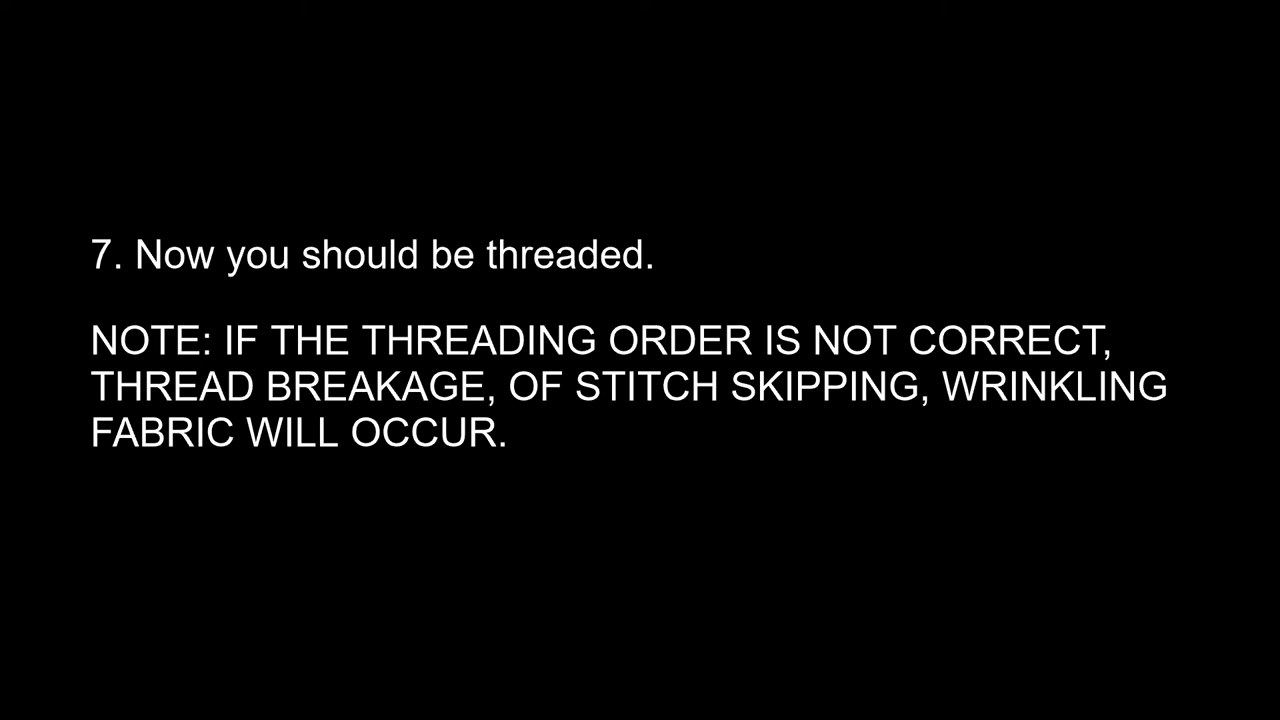 7. Now you should be threaded.
NOTE: IF THE THREADING ORDER IS NOT CORRECT,
THREAD BREAKAGE, OF STITCH SKIPPING, WRINKLING
FABRIC WILL OCCUR.